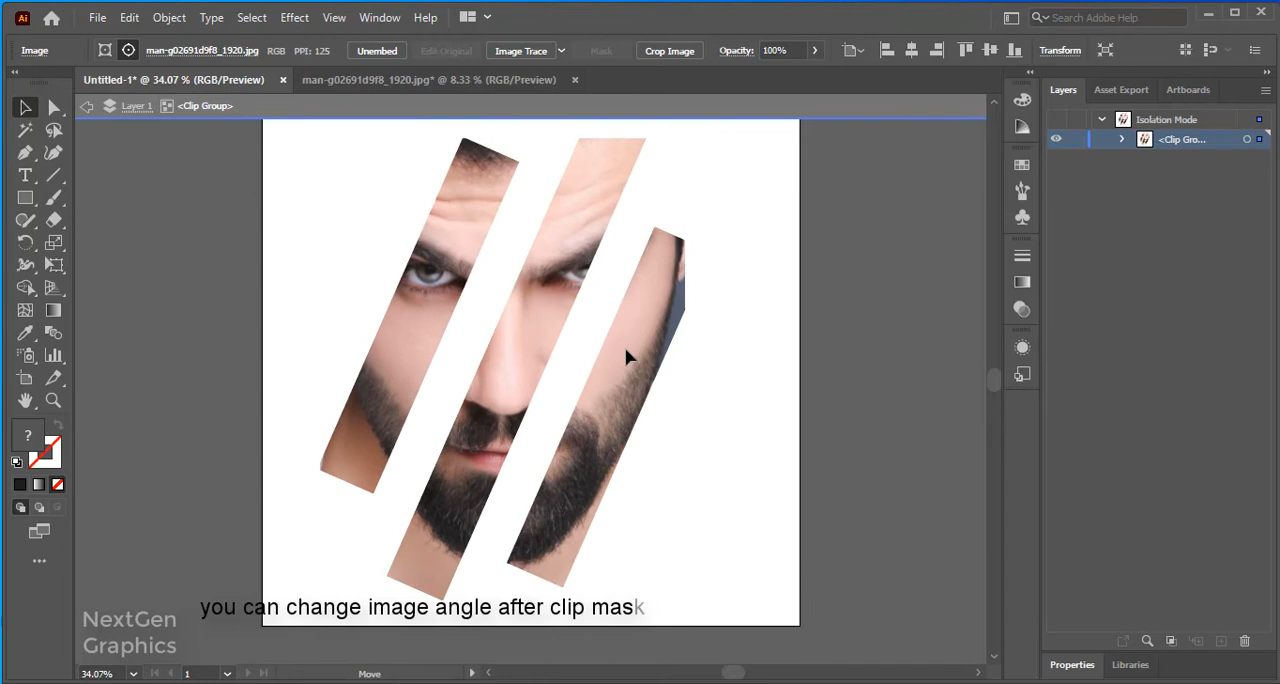 Ai File Edit Object Type Select Effect View Window Help Search Adobe Help
Image man-g02691d9f8_1920.jpg RGB PPI: 125 Unembed Edit Original Image Trace Mask Crop Image Opacity: 100% Transform
Untitled-1* @ 34.07 % (RGB/Preview) × man-g02691d9f8_1920.jpg* @ 8.33 % (RGB/Preview) ×
Layers Asset Export Artboards
Layer 1 <Clip Group>
Isolation Mode
<Clip Gro...
?
you can change image angle after clip mask
NextGen
Graphics
Properties Libraries
34.07% 1 Move